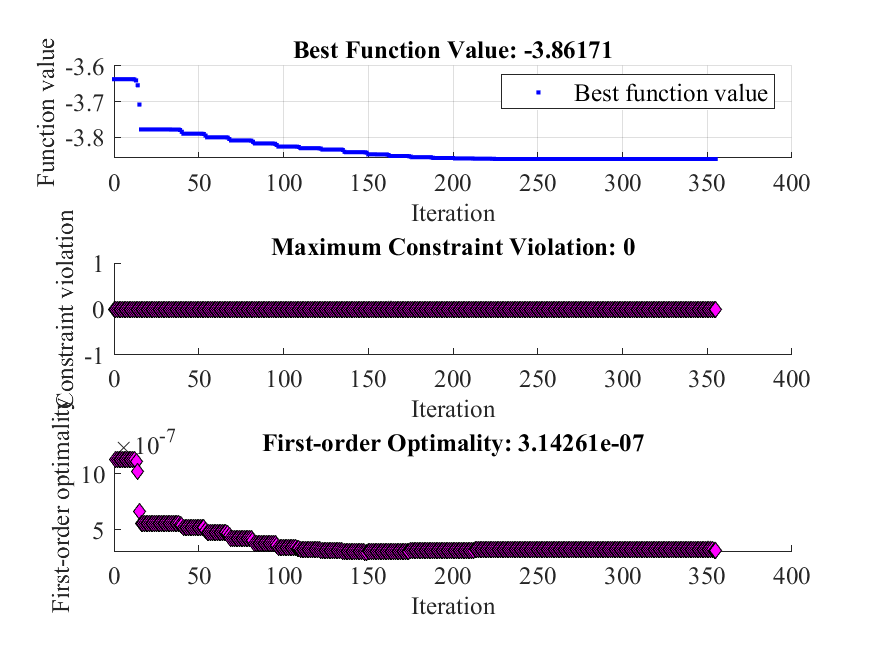 Best Function Value: -3.86171
Function value
-3.6
-3.7
-3.8
Best function value
0 50 100 150 200 250 300 350 400
Iteration
Maximum Constraint Violation: 0
Constraint violation
1
0
-1
0 50 100 150 200 250 300 350 400
Iteration
First-order Optimality: 3.14261e-07
First-order optimality
×10-7
10
5
0 50 100 150 200 250 300 350 400
Iteration